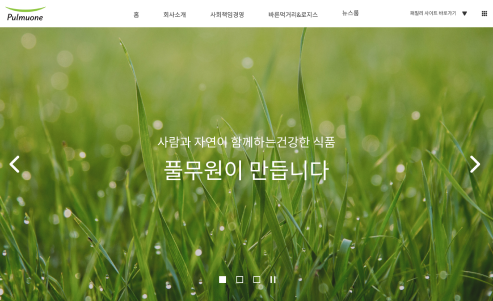 Pulmuone
홈
회사소개
사회책임경영
바른먹거리&로지스
뉴스룸
패밀리 사이트 바로가기
사람과 자연이 함께하는건강한 식품
풀무원이 만듭니다